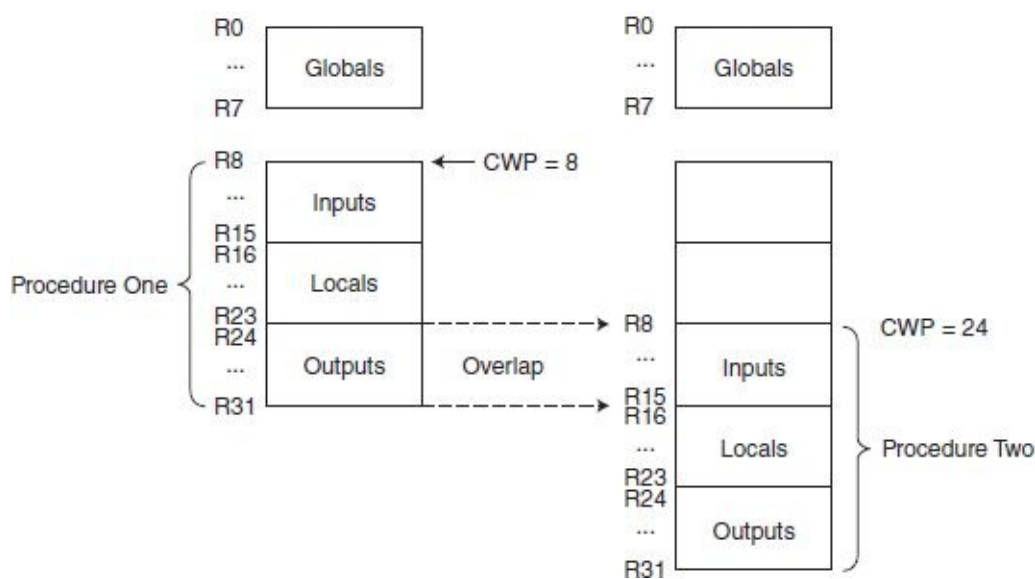 R0
...
R7
Globals
R0
...
R7
Globals
Procedure One
R8
...
R15
R16
...
R23
R24
...
R31
Inputs
Locals
Outputs
CWP = 8
Overlap
R8
...
R15
R16
...
R23
R24
...
R31
Inputs
Locals
Outputs
CWP = 24
Procedure Two